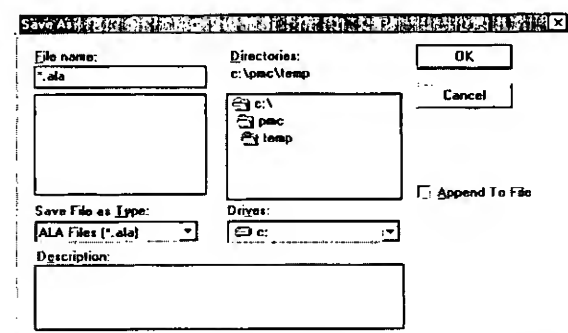 Save As
File name:
*.ala
Directories:
c:\pmc\temp
OK
Cancel
c:\
pmc
temp
Append To File
Save File as Type:
ALA Files (*.ala)
Drives:
c:
Description: